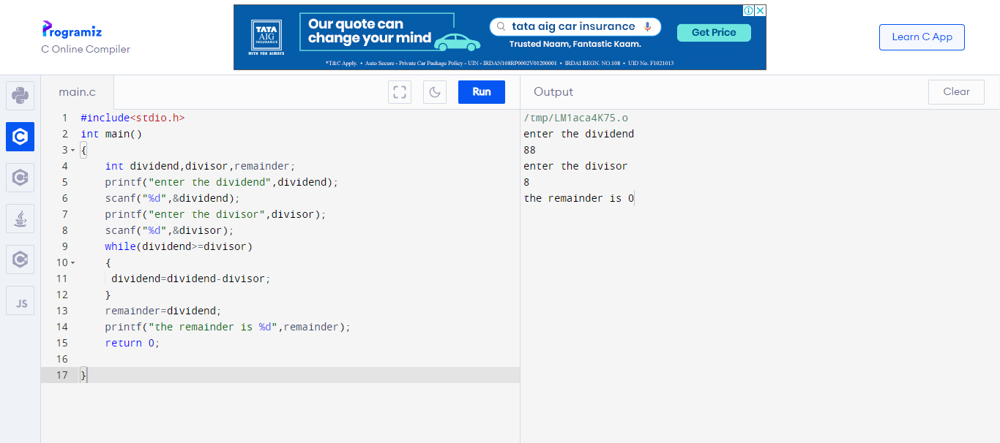 Programiz
C Online Compiler
TATA
AIG
INSURANCE
WITH YOU ALWAYS
Our quote can
change your mind
tata aig car insurance
Trusted Naam, Fantastic Kaam.
Get Price
*T&C Apply. • Auto Secure - Private Car Package Policy - UIN - IRDAN108RP0002V01200001 • IRDAI REGN. NO.108 • UID No. F1021013
Learn C App
main.c
Run
Output
Clear
JS
1 #include<stdio.h>
2 int main()
3 {
4 int dividend,divisor,remainder;
5 printf("enter the dividend",dividend);
6 scanf("%d",&dividend);
7 printf("enter the divisor",divisor);
8 scanf("%d",&divisor);
9 while(dividend>=divisor)
10 {
11 dividend=dividend-divisor;
12 }
13 remainder=dividend;
14 printf("the remainder is %d",remainder);
15 return 0;
16
17 }
/tmp/LM1aca4K75.o
enter the dividend
88
enter the divisor
8
the remainder is 0